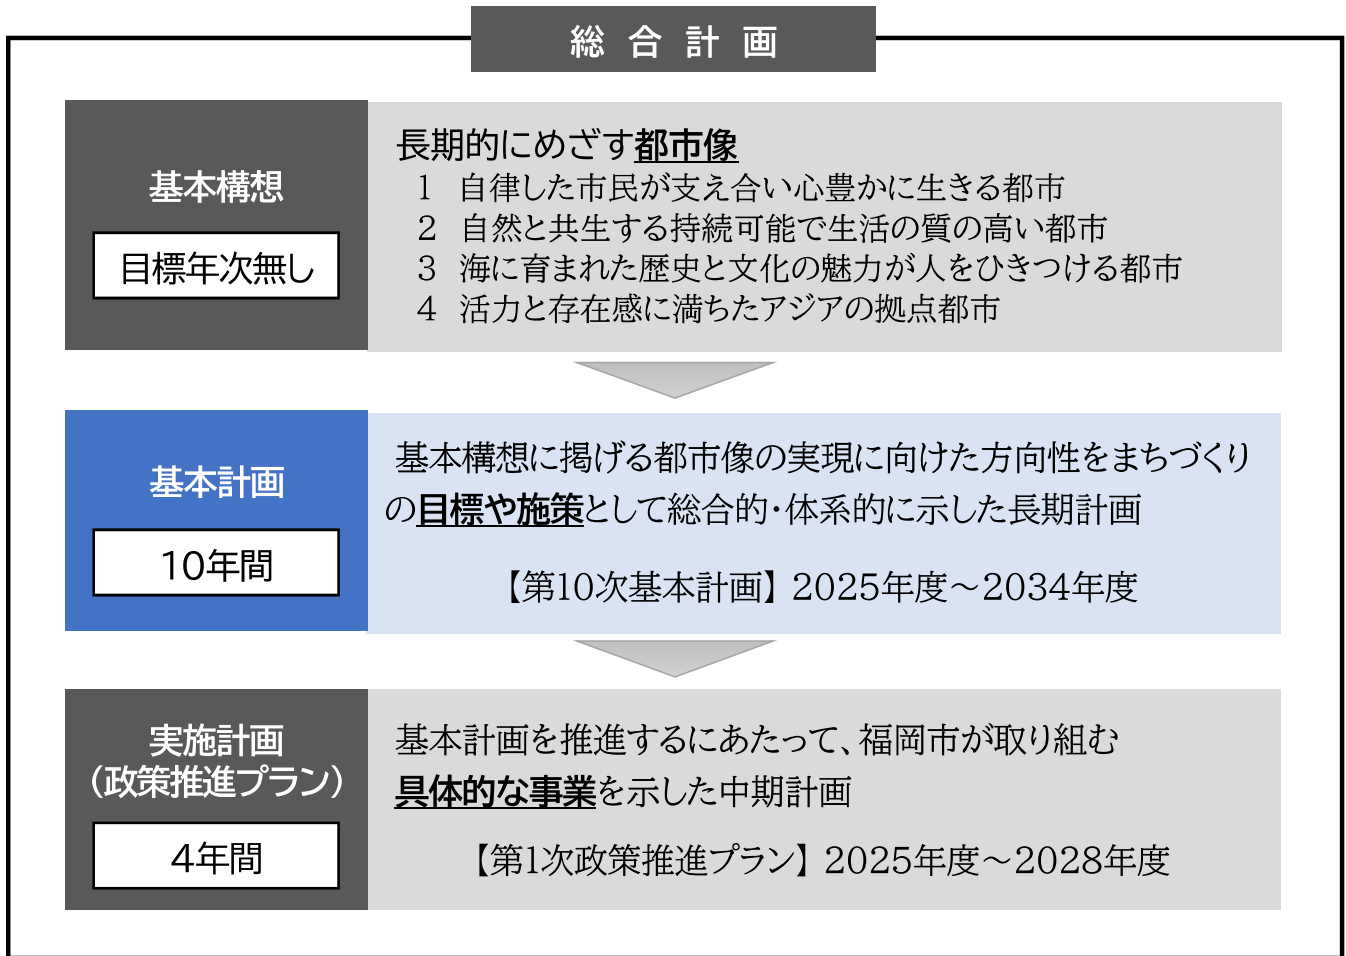 総合計画
基本構想
目標年次無し
長期的にめざす都市像
1 自律した市民が支え合い心豊かに生きる都市
2 自然と共生する持続可能で生活の質の高い都市
3 海に育まれた歴史と文化の魅力が人をひきつける都市
4 活力と存在感に満ちたアジアの拠点都市
基本計画
10年間
基本構想に掲げる都市像の実現に向けた方向性をまちづくり
の目標や施策として総合的・体系的に示した長期計画
【第10次基本計画】2025年度～2034年度
実施計画
（政策推進プラン）
4年間
基本計画を推進するにあたって、福岡市が取り組む
具体的な事業を示した中期計画
【第1次政策推進プラン】2025年度～2028年度